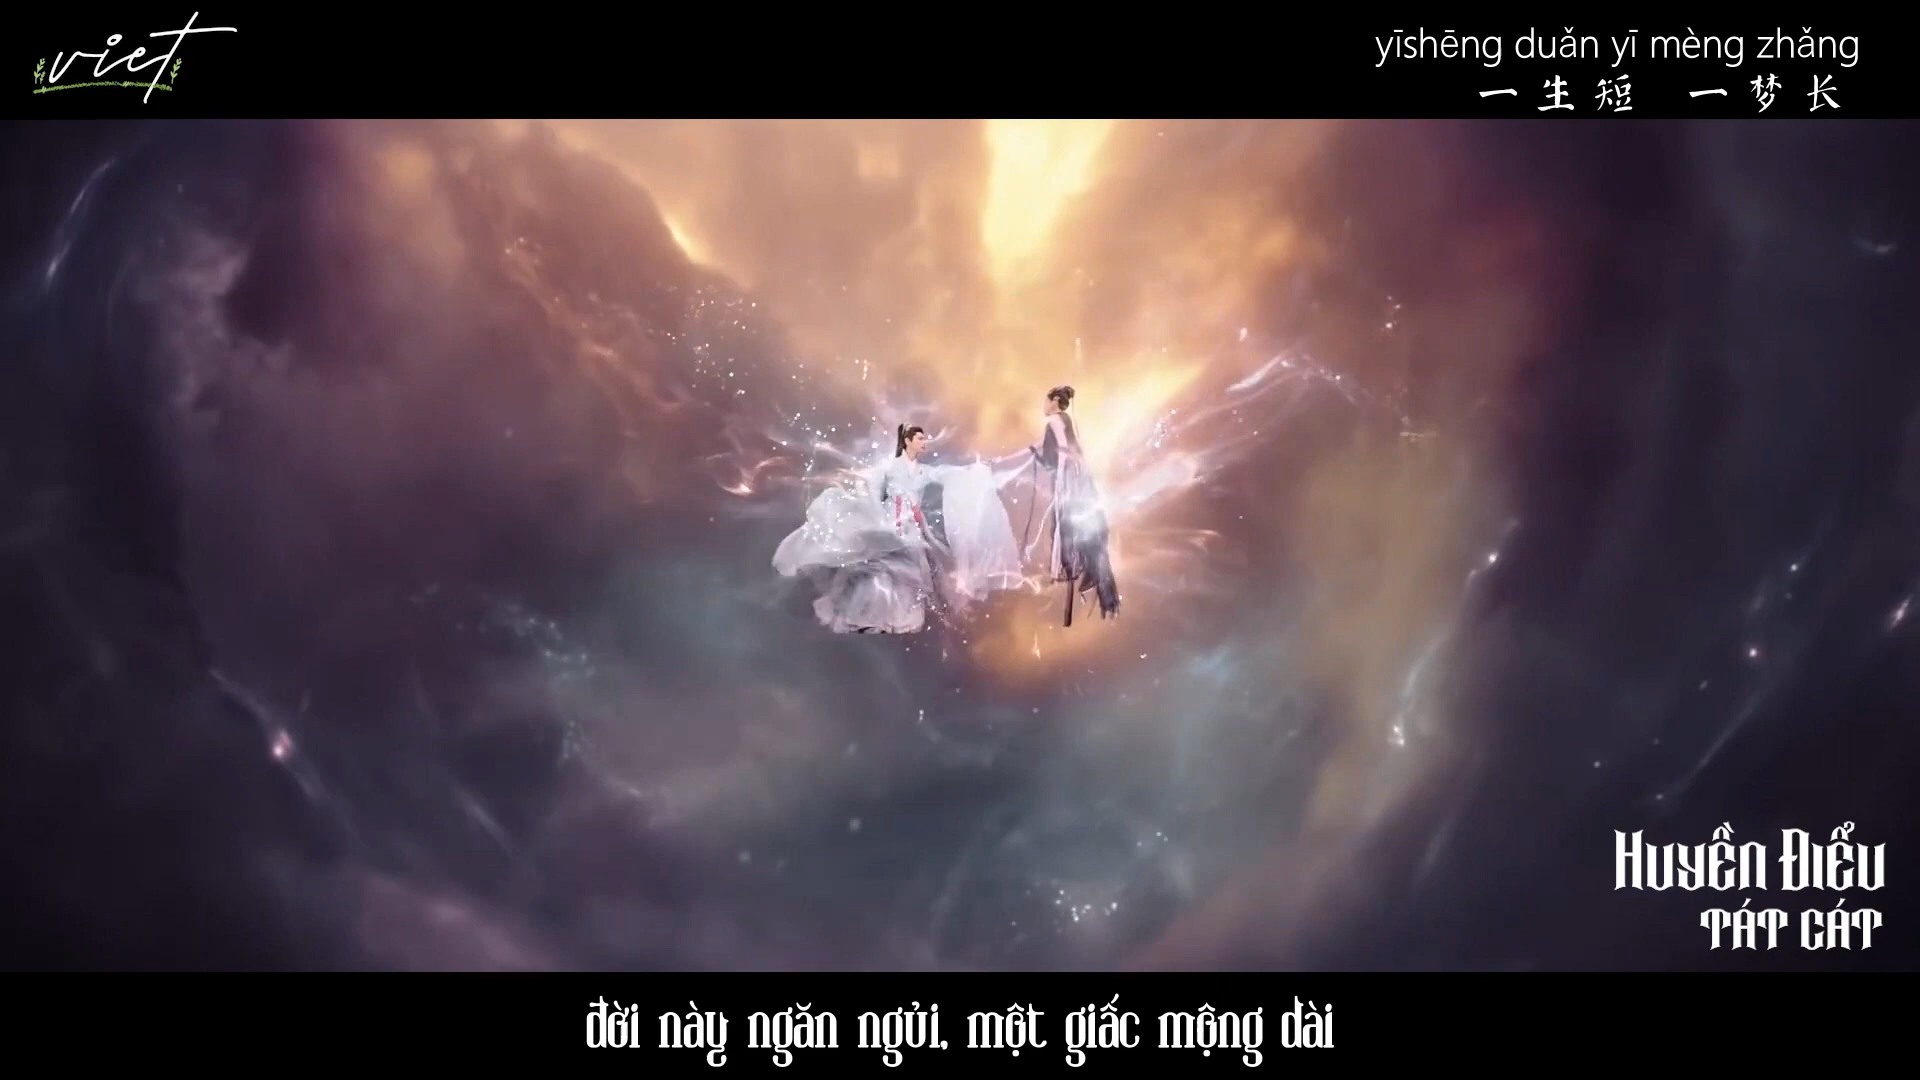 viet
yīshēng duǎn yī mèng zhǎng
一生短 一梦长
HUYỀN ĐIỂU
TÁT CÁT
đời này ngăn ngủi, một giấc mộng dài